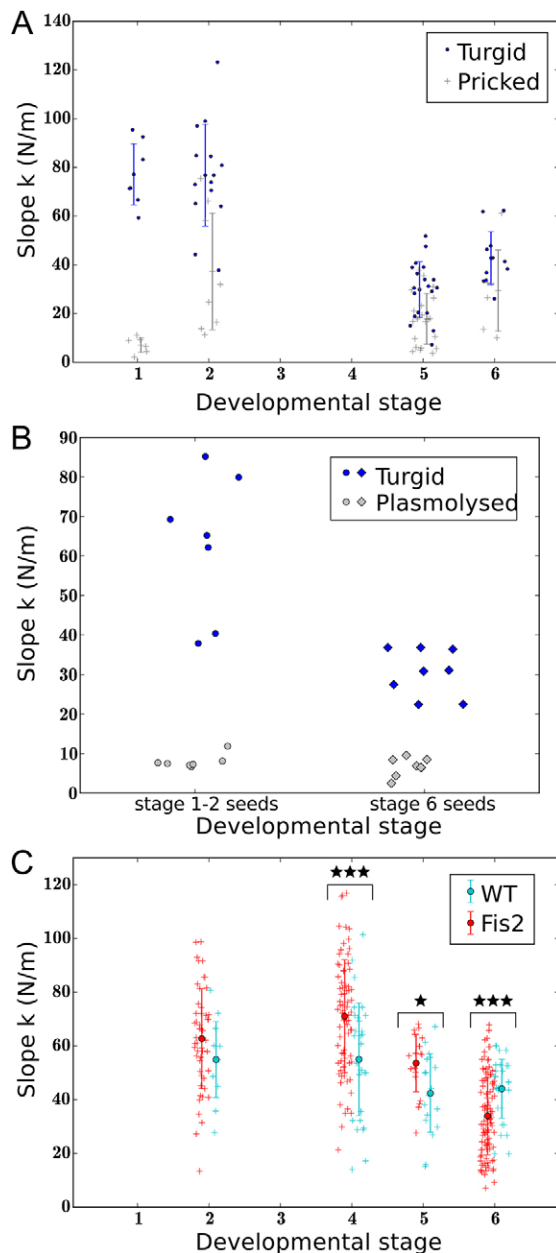 A
140
120
100
80
60
40
20
0
Slope k (N/m)
Turgid
Pricked
1 2 3 4 5 6
Developmental stage
B
90
80
70
60
50
40
30
20
10
0
Slope k (N/m)
Turgid
Plasmolysed
stage 1-2 seeds stage 6 seeds
Developmental stage
C
120
100
80
60
40
20
0
Slope k (N/m)
WT
Fis2
1 2 3 4 5 6
Developmental stage